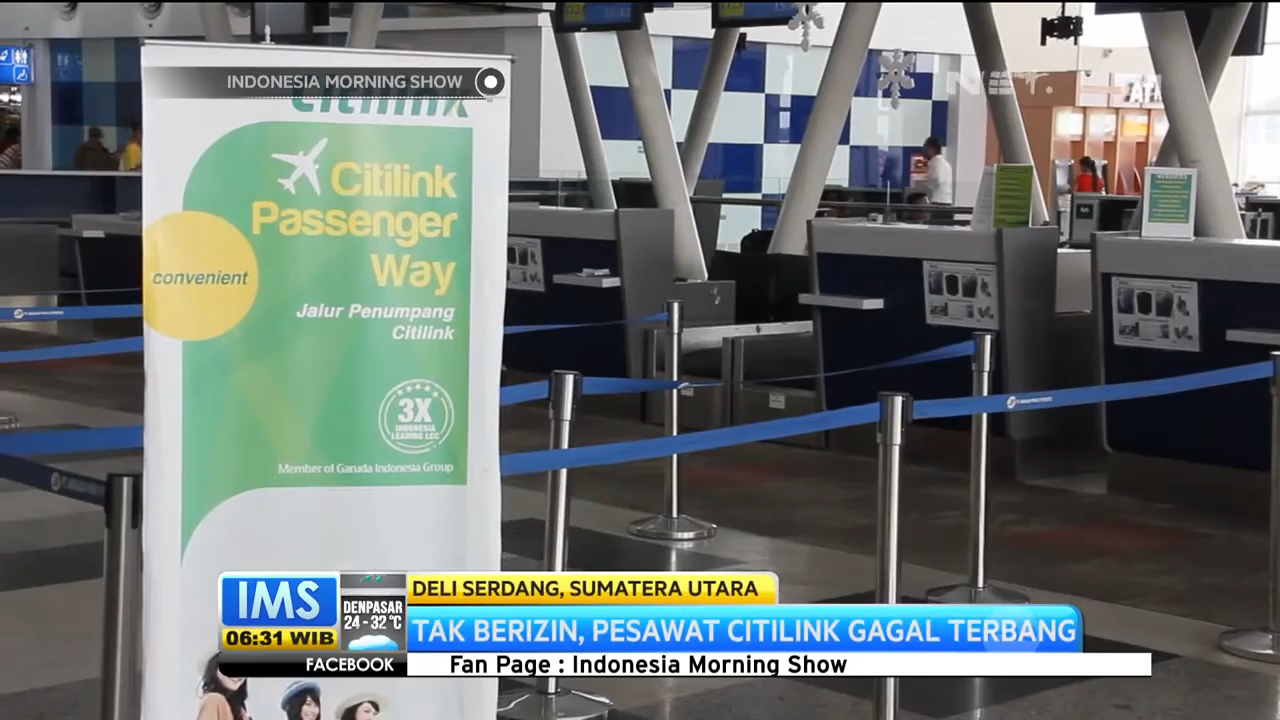 INDONESIA MORNING SHOW
NET.
Citilink
Citilink
Passenger
Way
convenient
Jalur Penumpang
Citilink
3X
INDONESIA
LEADING LCC
Member of Garuda Indonesia Group
IMS
06:31 WIB
DENPASAR
24 - 32 °C
DELI SERDANG, SUMATERA UTARA
TAK BERIZIN, PESAWAT CITILINK GAGAL TERBANG
FACEBOOK
Fan Page : Indonesia Morning Show